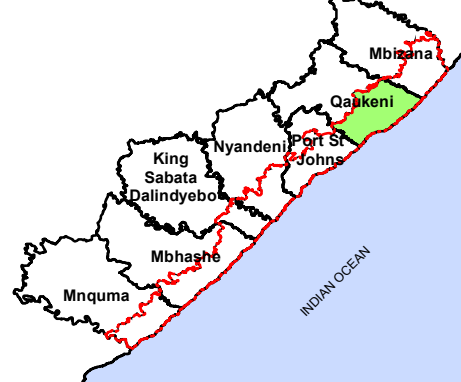 Mbizana
Qaukeni
Port St
Johns
Nyandeni
King
Sabata
Dalindyebo
Mbhashe
Mnquma
INDIAN OCEAN